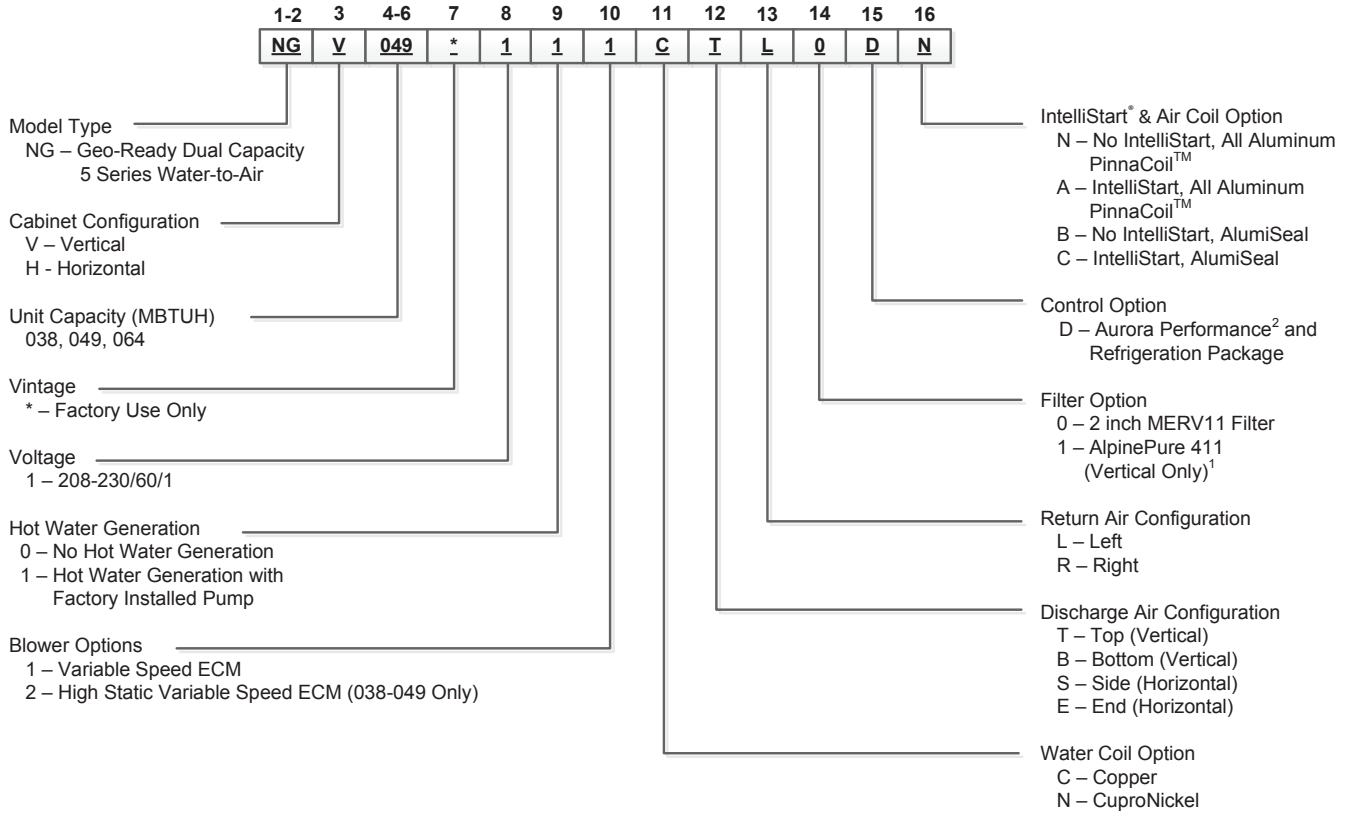 1-2 3 4-6 7 8 9 10 11 12 13 14 15 16
NG V 049 * 1 1 1 C T L 0 D N
Model Type
NG – Geo-Ready Dual Capacity
5 Series Water-to-Air
Cabinet Configuration
V – Vertical
H - Horizontal
Unit Capacity (MBTUH)
038, 049, 064
Vintage
* – Factory Use Only
Voltage
1 – 208-230/60/1
Hot Water Generation
0 – No Hot Water Generation
1 – Hot Water Generation with
Factory Installed Pump
Blower Options
1 – Variable Speed ECM
2 – High Static Variable Speed ECM (038-049 Only)
IntelliStart® & Air Coil Option
N – No IntelliStart, All Aluminum
PinnaCoil™
A – IntelliStart, All Aluminum
PinnaCoil™
B – No IntelliStart, AlumiSeal
C – IntelliStart, AlumiSeal
Control Option
D – Aurora Performance² and
Refrigeration Package
Filter Option
0 – 2 inch MERV11 Filter
1 – AlpinePure 411
(Vertical Only)¹
Return Air Configuration
L – Left
R – Right
Discharge Air Configuration
T – Top (Vertical)
B – Bottom (Vertical)
S – Side (Horizontal)
E – End (Horizontal)
Water Coil Option
C – Copper
N – CuproNickel